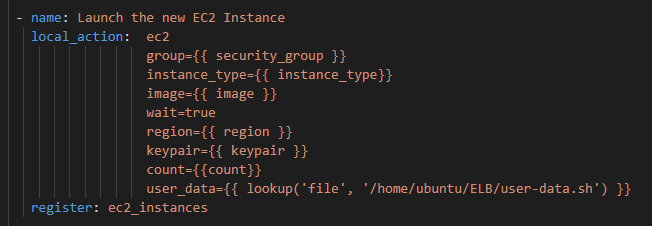 - name: Launch the new EC2 Instance
local_action:  ec2
group={{ security_group }}
instance_type={{ instance_type}}
image={{ image }}
wait=true
region={{ region }}
keypair={{ keypair }}
count={{count}}
user_data={{ lookup('file', '/home/ubuntu/ELB/user-data.sh') }}
register: ec2_instances